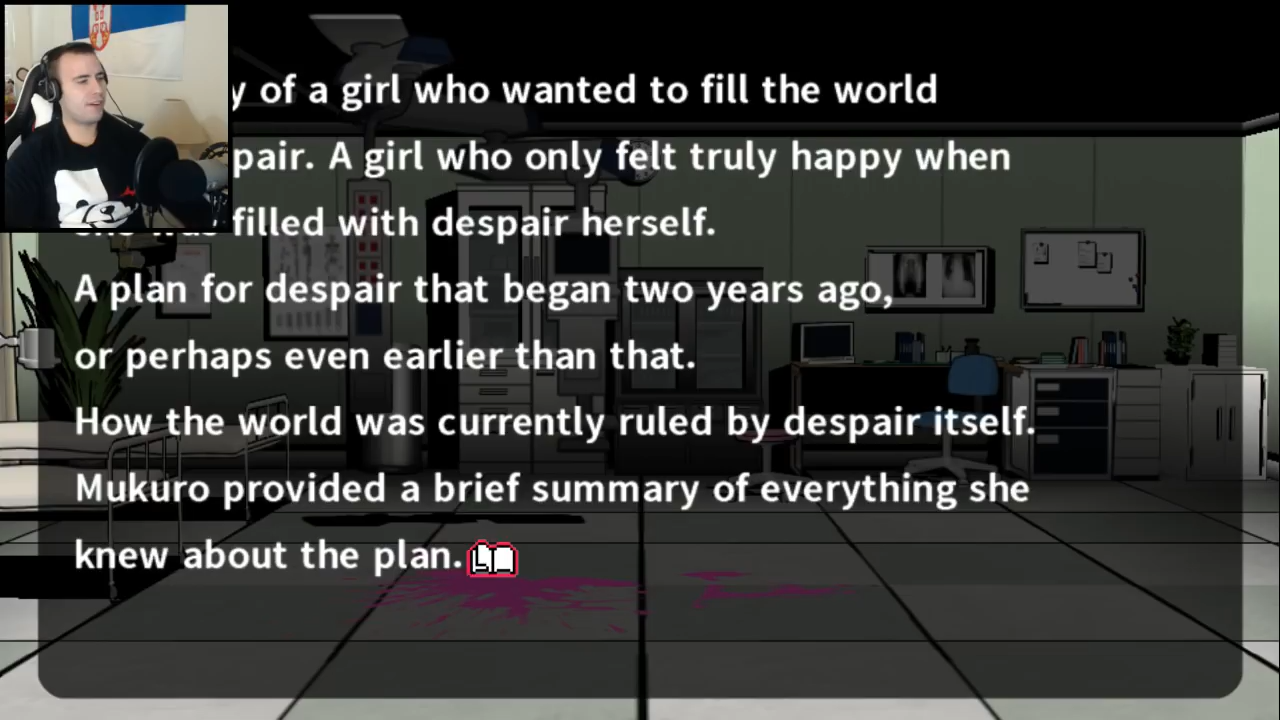 of a girl who wanted to fill the world
A girl who only felt truly happy when
filled with despair herself.
A plan for despair that began two years ago,
or perhaps even earlier than that.
How the world was currently ruled by despair itself.
Mukuro provided a brief summary of everything she
knew about the plan.